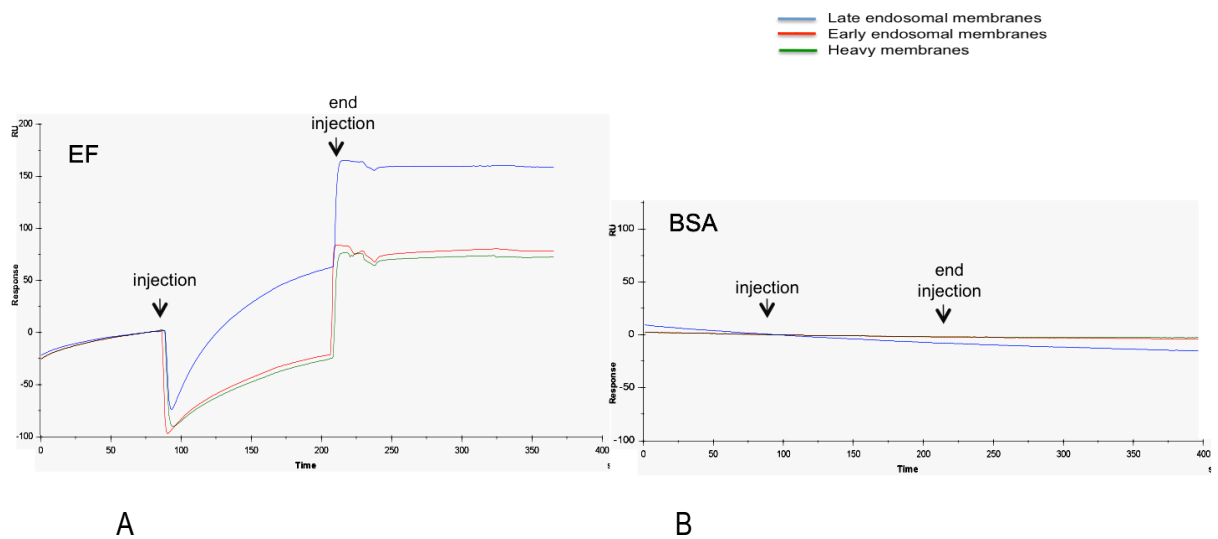 Late endosomal membranes
Early endosomal membranes
Heavy membranes
end
injection
200
RU
EF
150
100
injection
50
Response
0
-50
-100
0 50 100 150 200 250 300 350 400
Time
s
A
100
RU
BSA
50
injection
end
injection
0
Response
-50
-100
0 50 100 150 200 250 300 350 400
Time
s
B